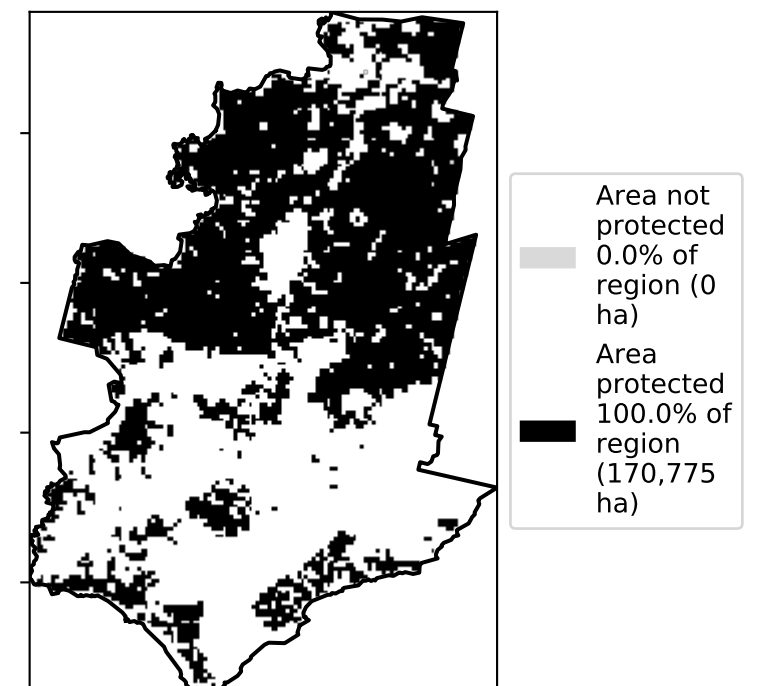 Area not
protected
0.0% of
region (0
ha)
Area
protected
100.0% of
region
(170,775
ha)